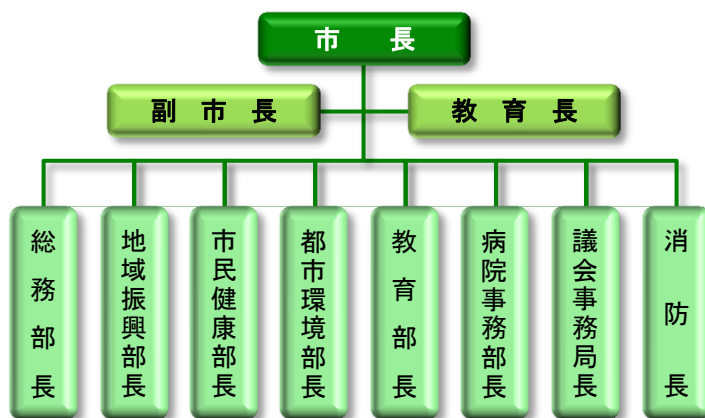 市　長
副　市　長
教　育　長
総務部長
地域振興部長
市民健康部長
都市環境部長
教育部長
病院事務部長
議会事務局長
消防長